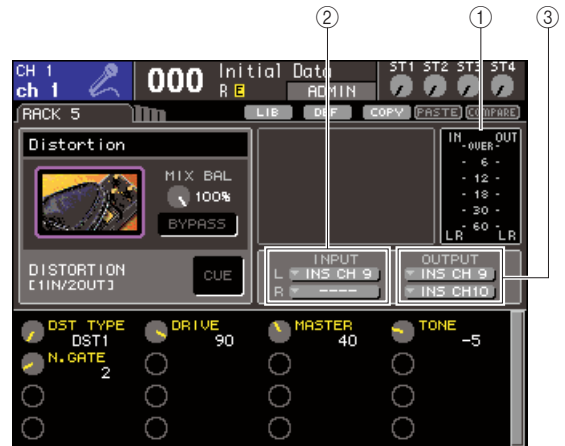 ② ① ③
CH 1
ch 1
000
Initial Data
R E
ADMIN
ST1 ST2 ST3 ST4
RACK 5
LIB
DEF
COPY
PASTE
COMPARE
Distortion
MIX BAL
100%
BYPASS
DISTORTION
[1IN/2OUT]
CUE
IN OUT
-OVER-
- 6 -
- 12 -
- 18 -
- 30 -
- 60 -
LR LR
INPUT
L INS CH 9
R ----
OUTPUT
INS CH 9
INS CH10
DST TYPE
DST1
DRIVE
90
MASTER
40
TONE
-5
N.GATE
2